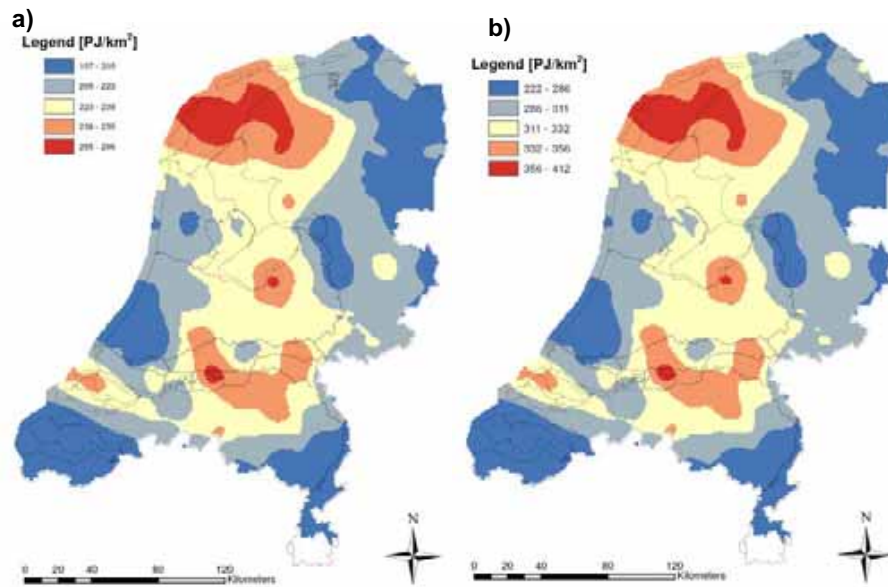 a)
Legend [PJ/km²]
b)
Legend [PJ/km²]
222 - 286
286 - 311
311 - 332
332 - 356
356 - 412
N
0 20 40 80 120
Kilometers
N
0 20 40 80 120
Kilometers